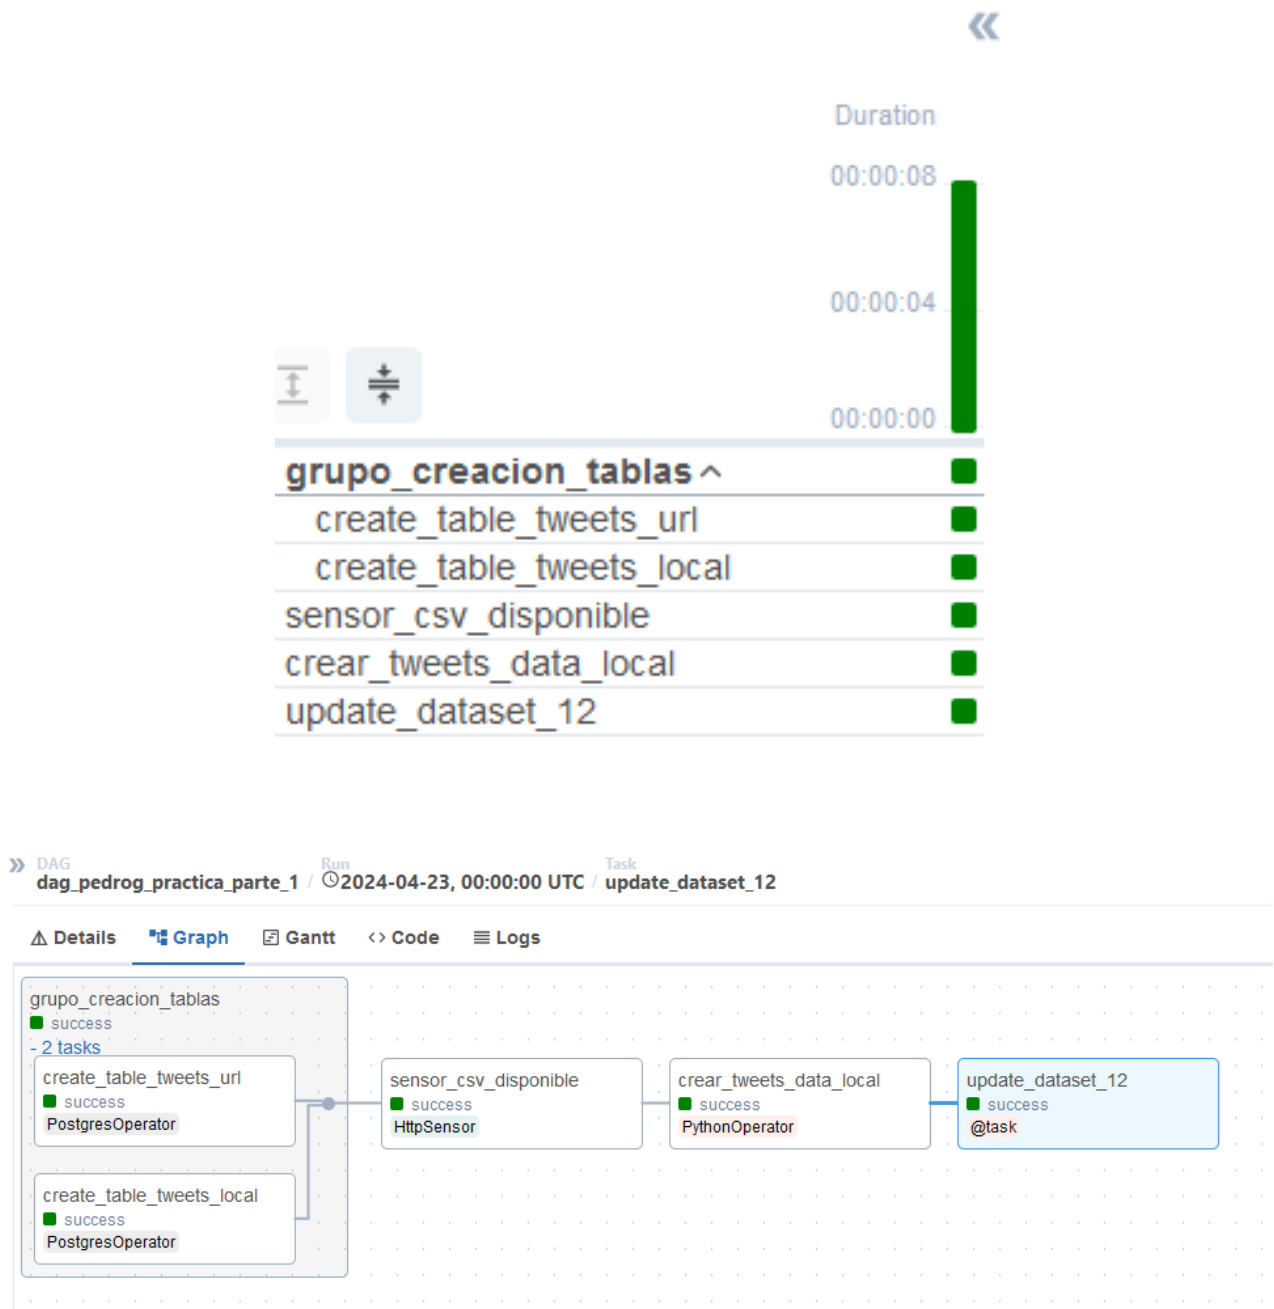 Duration
00:00:08
00:00:04
00:00:00
grupo_creacion_tablas
create_table_tweets_url
create_table_tweets_local
sensor_csv_disponible
crear_tweets_data_local
update_dataset_12
DAG
dag_pedrog_practica_parte_1 /
Run
2024-04-23, 00:00:00 UTC /
Task
update_dataset_12
Details Graph Gantt Code Logs
grupo_creacion_tablas
success
- 2 tasks
create_table_tweets_url
success
PostgresOperator
create_table_tweets_local
success
PostgresOperator
sensor_csv_disponible
success
HttpSensor
crear_tweets_data_local
success
PythonOperator
update_dataset_12
success
@task